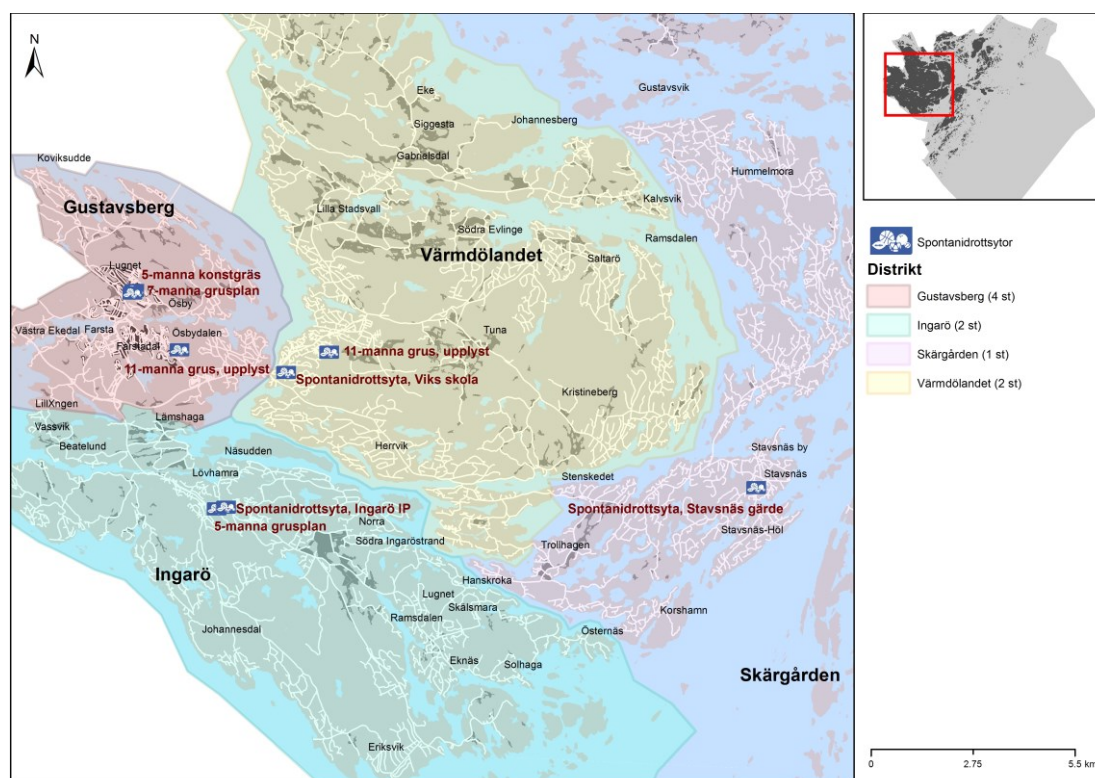 N
Koviksudde
Gustavsberg
Lugnet
5-manna konstgräs
7-manna grusplan
Ösby
Västra Ekedal
Farsta
Ösbydalen
Farstadal
11-manna grus, upplyst
LillXngen
Lämshaga
Vassvik
Beatelund
Näsudden
Lövhamra
Eke
Siggesta
Johannesberg
Gabrielsdal
Gustavsvik
Hummelmora
Kalvsvik
Lilla Stadsvall
Södra Evlinge
Ramsdalen
Värmdölandet
Saltarö
Tuna
11-manna grus, upplyst
Spontanidrottsyta, Viks skola
Kristineberg
Herrvik
Stenskedet
Stavsnäs by
Stavsnäs
Spontanidrottsyta, Stavsnäs gärde
Stavsnäs-Höl
Trollhagen
Spontanidrottsyta, Ingarö IP
5-manna grusplan
Norra
Södra Ingaröstrand
Ingarö
Hanskroka
Lugnet
Skälsmara
Ramsdalen
Korshamn
Östernäs
Johannesdal
Eknäs
Solhaga
Skärgården
Eriksvik
Spontanidrottsytor
Distrikt
Gustavsberg (4 st)
Ingarö (2 st)
Skärgården (1 st)
Värmdölandet (2 st)
0 2.75 5.5 km